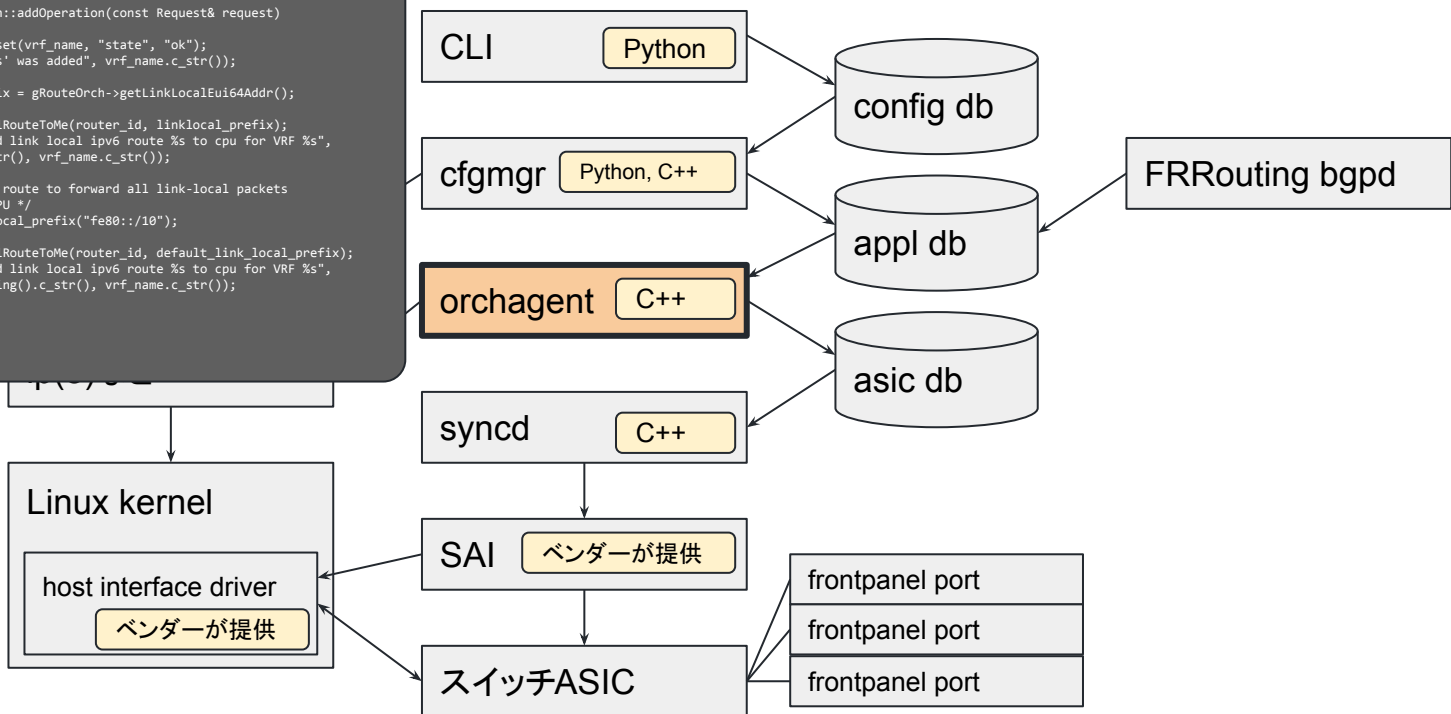 ::addOperation(const Request& request)
set(vrf_name, "state", "ok");
' was added", vrf_name.c_str());
x = gRouteOrch->getLinkLocalEui64Addr();
RouteToMe(router_id, linklocal_prefix);
link local ipv6 route %s to cpu for VRF %s",
tr(), vrf_name.c_str());
route to forward all link-local packets
PU */
ocal_prefix("fe80::/10");
RouteToMe(router_id, default_link_local_prefix);
link local ipv6 route %s to cpu for VRF %s",
ng().c_str(), vrf_name.c_str());
CLI
Python
config db
cfgmgr
Python, C++
FRRouting bgpd
appl db
orchagent
C++
asic db
syncd
C++
Linux kernel
SAI
ベンダーが提供
host interface driver
ベンダーが提供
frontpanel port
frontpanel port
frontpanel port
スイッチASIC